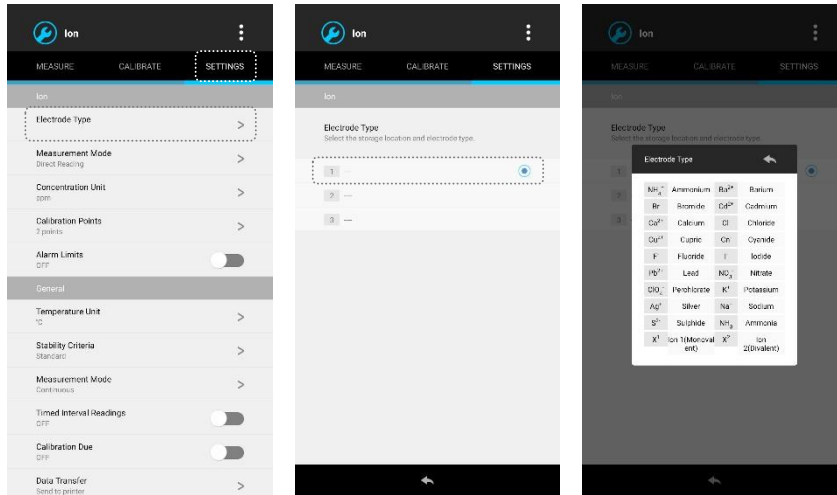 Ion
MEASURE CALIBRATE SETTINGS
Ion
Electrode Type
Measurement Mode
Direct Reading
Concentration Unit
ppm
Calibration Points
2 points
Alarm Limits
OFF
General
Temperature Unit
°C
Stability Criteria
Standard
Measurement Mode
Continuous
Timed Interval Readings
OFF
Calibration Due
OFF
Data Transfer
Send to printer
Ion
MEASURE CALIBRATE SETTINGS
Ion
Electrode Type
Select the storage location and electrode type.
1 ---
2 ---
3 ---
Ion
MEASURE CALIBRATE SETTINGS
Ion
Electrode Type
Select the storage location and electrode type.
1
2
3
Electrode Type
NH₄⁺ Ammonium Ba²⁺ Barium
Br⁻ Bromide Cd²⁺ Cadmium
Ca²⁺ Calcium Cl⁻ Chloride
Cu²⁺ Cupric Cn⁻ Cyanide
F⁻ Fluoride I⁻ Iodide
Pb²⁺ Lead NO₃⁻ Nitrate
ClO₄⁻ Perchlorate K⁺ Potassium
Ag⁺ Silver Na⁺ Sodium
S²⁻ Sulphide NH₃ Ammonia
X¹ Ion 1(Monoval X² Ion
ent) 2(Divalent)